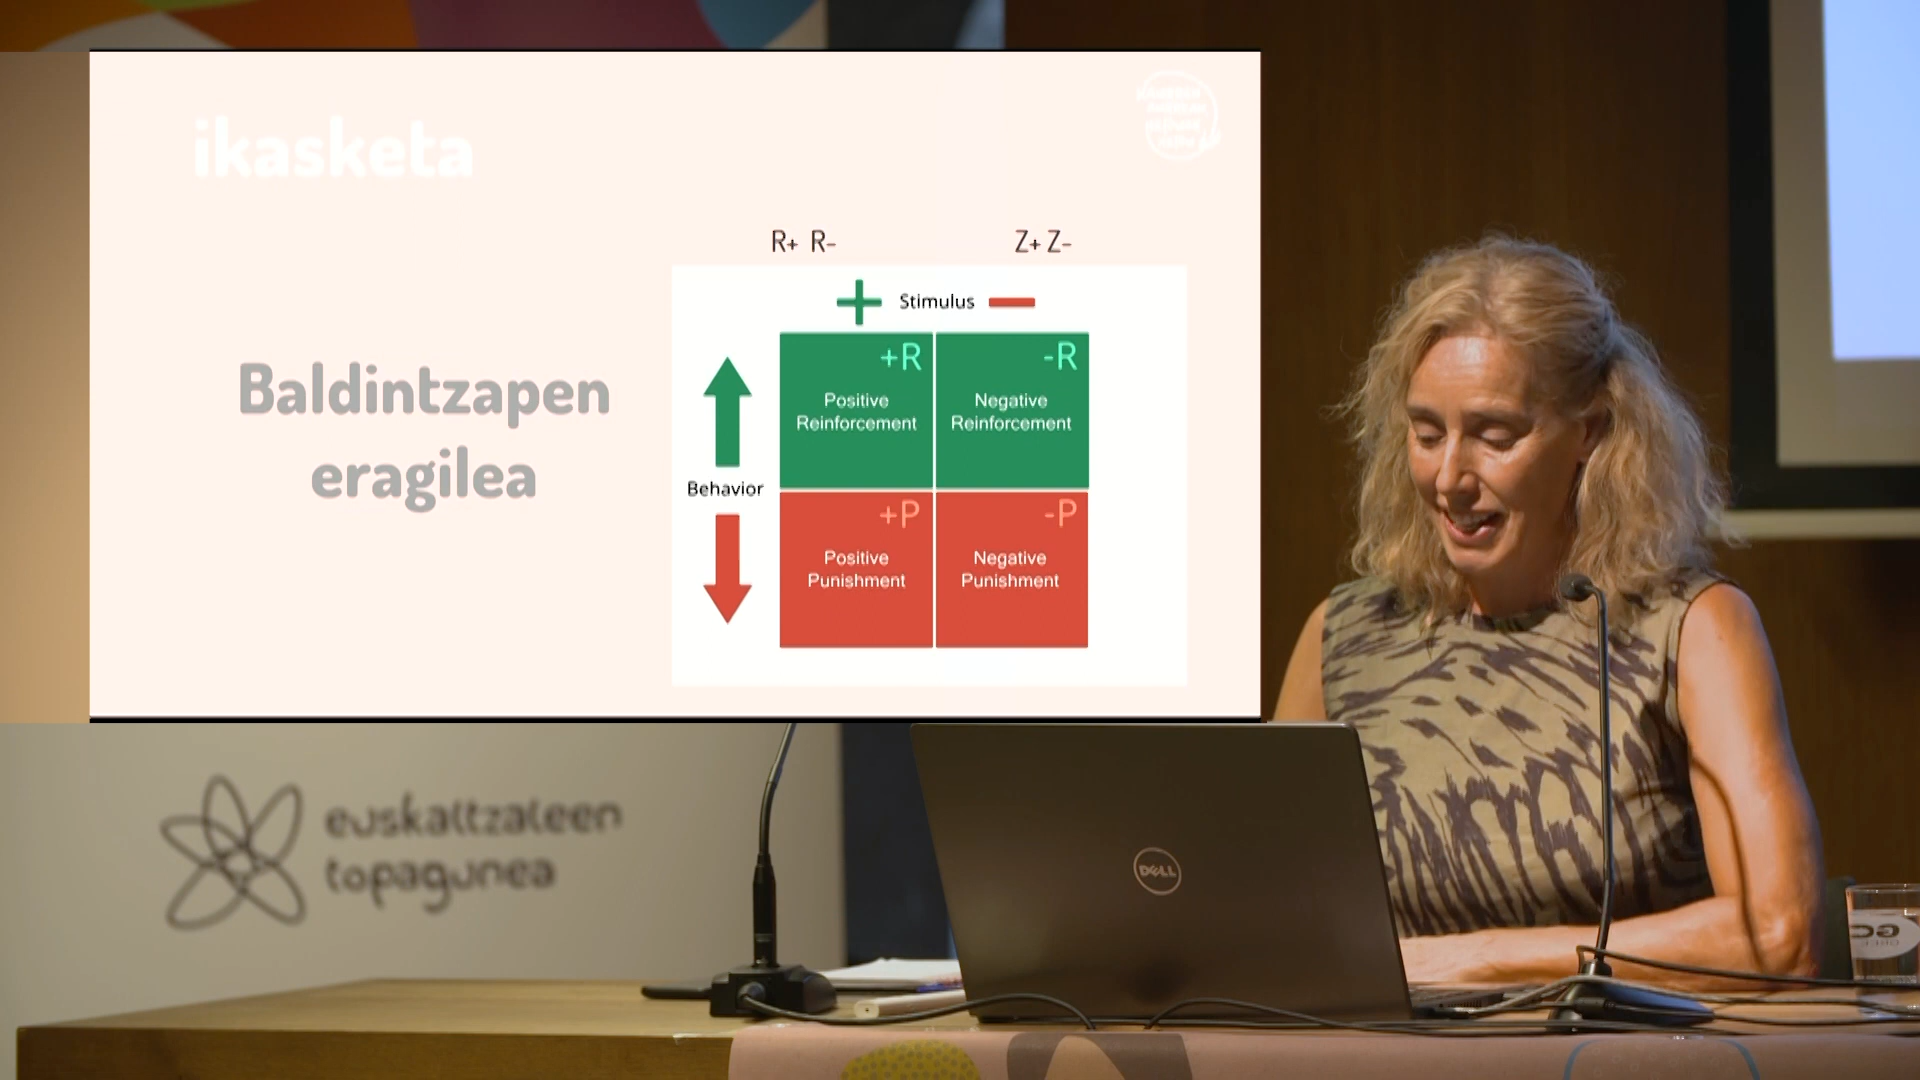 ikasketa
R+ R-
Z+ Z-
Stimulus
Baldintzapen
eragilea
Behavior
+R
Positive
Reinforcement
-R
Negative
Reinforcement
+P
Positive
Punishment
-P
Negative
Punishment
euskaltzaleen
topagunea
DELL